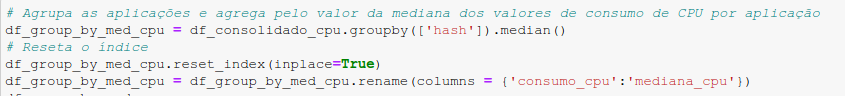 # Agrupa as aplicações e agrega pelo valor da mediana dos valores de consumo de CPU por aplicação
df_group_by_med_cpu = df_consolidado_cpu.groupby(['hash']).median()
# Reseta o índice
df_group_by_med_cpu.reset_index(inplace=True)
df_group_by_med_cpu = df_group_by_med_cpu.rename(columns = {'consumo_cpu':'mediana_cpu'})